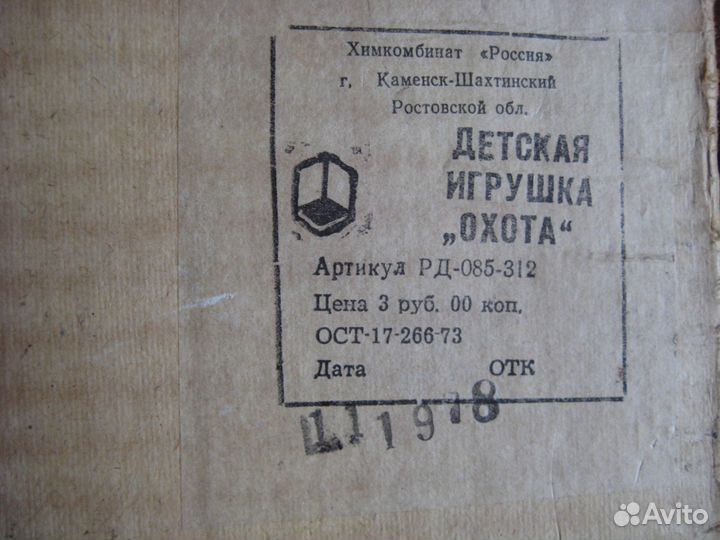 Химкомбинат «Россия»
г, Каменск-Шахтинский
Ростовской обл.
ДЕТСКАЯ
ИГРУШКА
„ОХОТА“
Артикул РД-085-312
Цена 3 руб. 00 коп.
ОСТ-17-266-73
Дата ОТК
11 1978
Avito